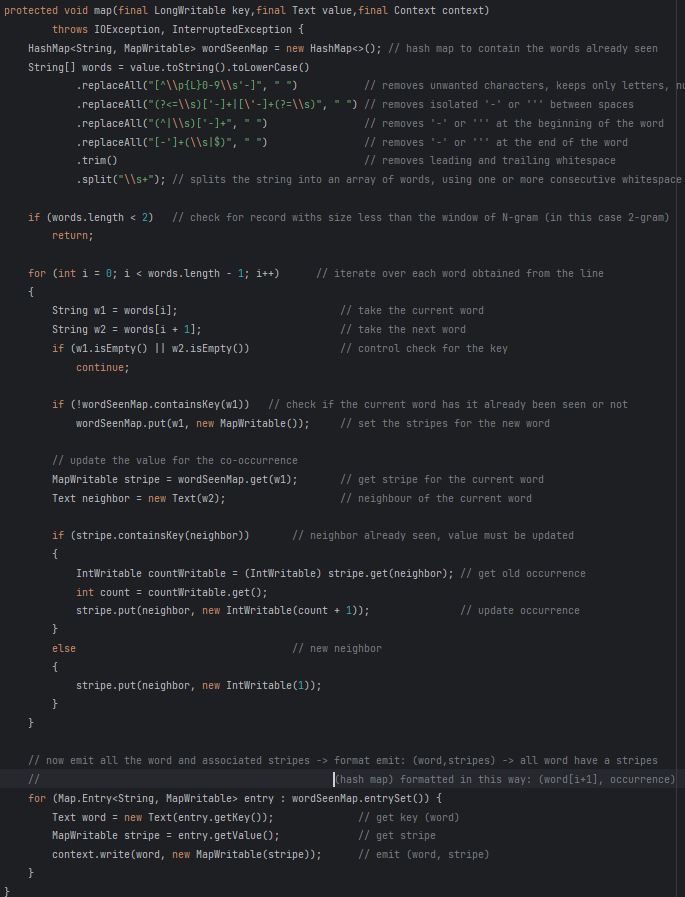 protected void map(final LongWritable key,final Text value,final Context context)
        throws IOException, InterruptedException {
    HashMap<String, MapWritable> wordSeenMap = new HashMap<>(); // hash map to contain the words already seen
    String[] words = value.toString().toLowerCase()
            .replaceAll("[^\\p{L}0-9\\s'-]", " ")           // removes unwanted characters, keeps only letters, nu
            .replaceAll("(?<=\\s)['-]+|[\'-]+(?=\\s)", " ") // removes isolated '-' or ''' between spaces
            .replaceAll("(^|\\s)['-]+", " ")                // removes '-' or ''' at the beginning of the word
            .replaceAll("[-']+(\\s|$)", " ")                // removes '-' or ''' at the end of the word
            .trim()                                         // removes leading and trailing whitespace
            .split("\\s+"); // splits the string into an array of words, using one or more consecutive whitespace
    if (words.length < 2)   // check for record withs size less than the window of N-gram (in this case 2-gram)
        return;
    for (int i = 0; i < words.length - 1; i++)      // iterate over each word obtained from the line
    {
        String w1 = words[i];                           // take the current word
        String w2 = words[i + 1];                       // take the next word
        if (w1.isEmpty() || w2.isEmpty())               // control check for the key
            continue;
        if (!wordSeenMap.containsKey(w1))   // check if the current word has it already been seen or not
            wordSeenMap.put(w1, new MapWritable());     // set the stripes for the new word
        // update the value for the co-occurrence
        MapWritable stripe = wordSeenMap.get(w1);       // get stripe for the current word
        Text neighbor = new Text(w2);                   // neighbour of the current word
        if (stripe.containsKey(neighbor))       // neighbor already seen, value must be updated
        {
            IntWritable countWritable = (IntWritable) stripe.get(neighbor); // get old occurrence
            int count = countWritable.get();
            stripe.put(neighbor, new IntWritable(count + 1));               // update occurrence
        }
        else                                    // new neighbor
        {
            stripe.put(neighbor, new IntWritable(1));
        }
    }
    // now emit all the word and associated stripes -> format emit: (word,stripes) -> all word have a stripes
    //                                                 (hash map) formatted in this way: (word[i+1], occurrence)
    for (Map.Entry<String, MapWritable> entry : wordSeenMap.entrySet()) {
        Text word = new Text(entry.getKey());              // get key (word)
        MapWritable stripe = entry.getValue();             // get stripe
        context.write(word, new MapWritable(stripe));      // emit (word, stripe)
    }
}